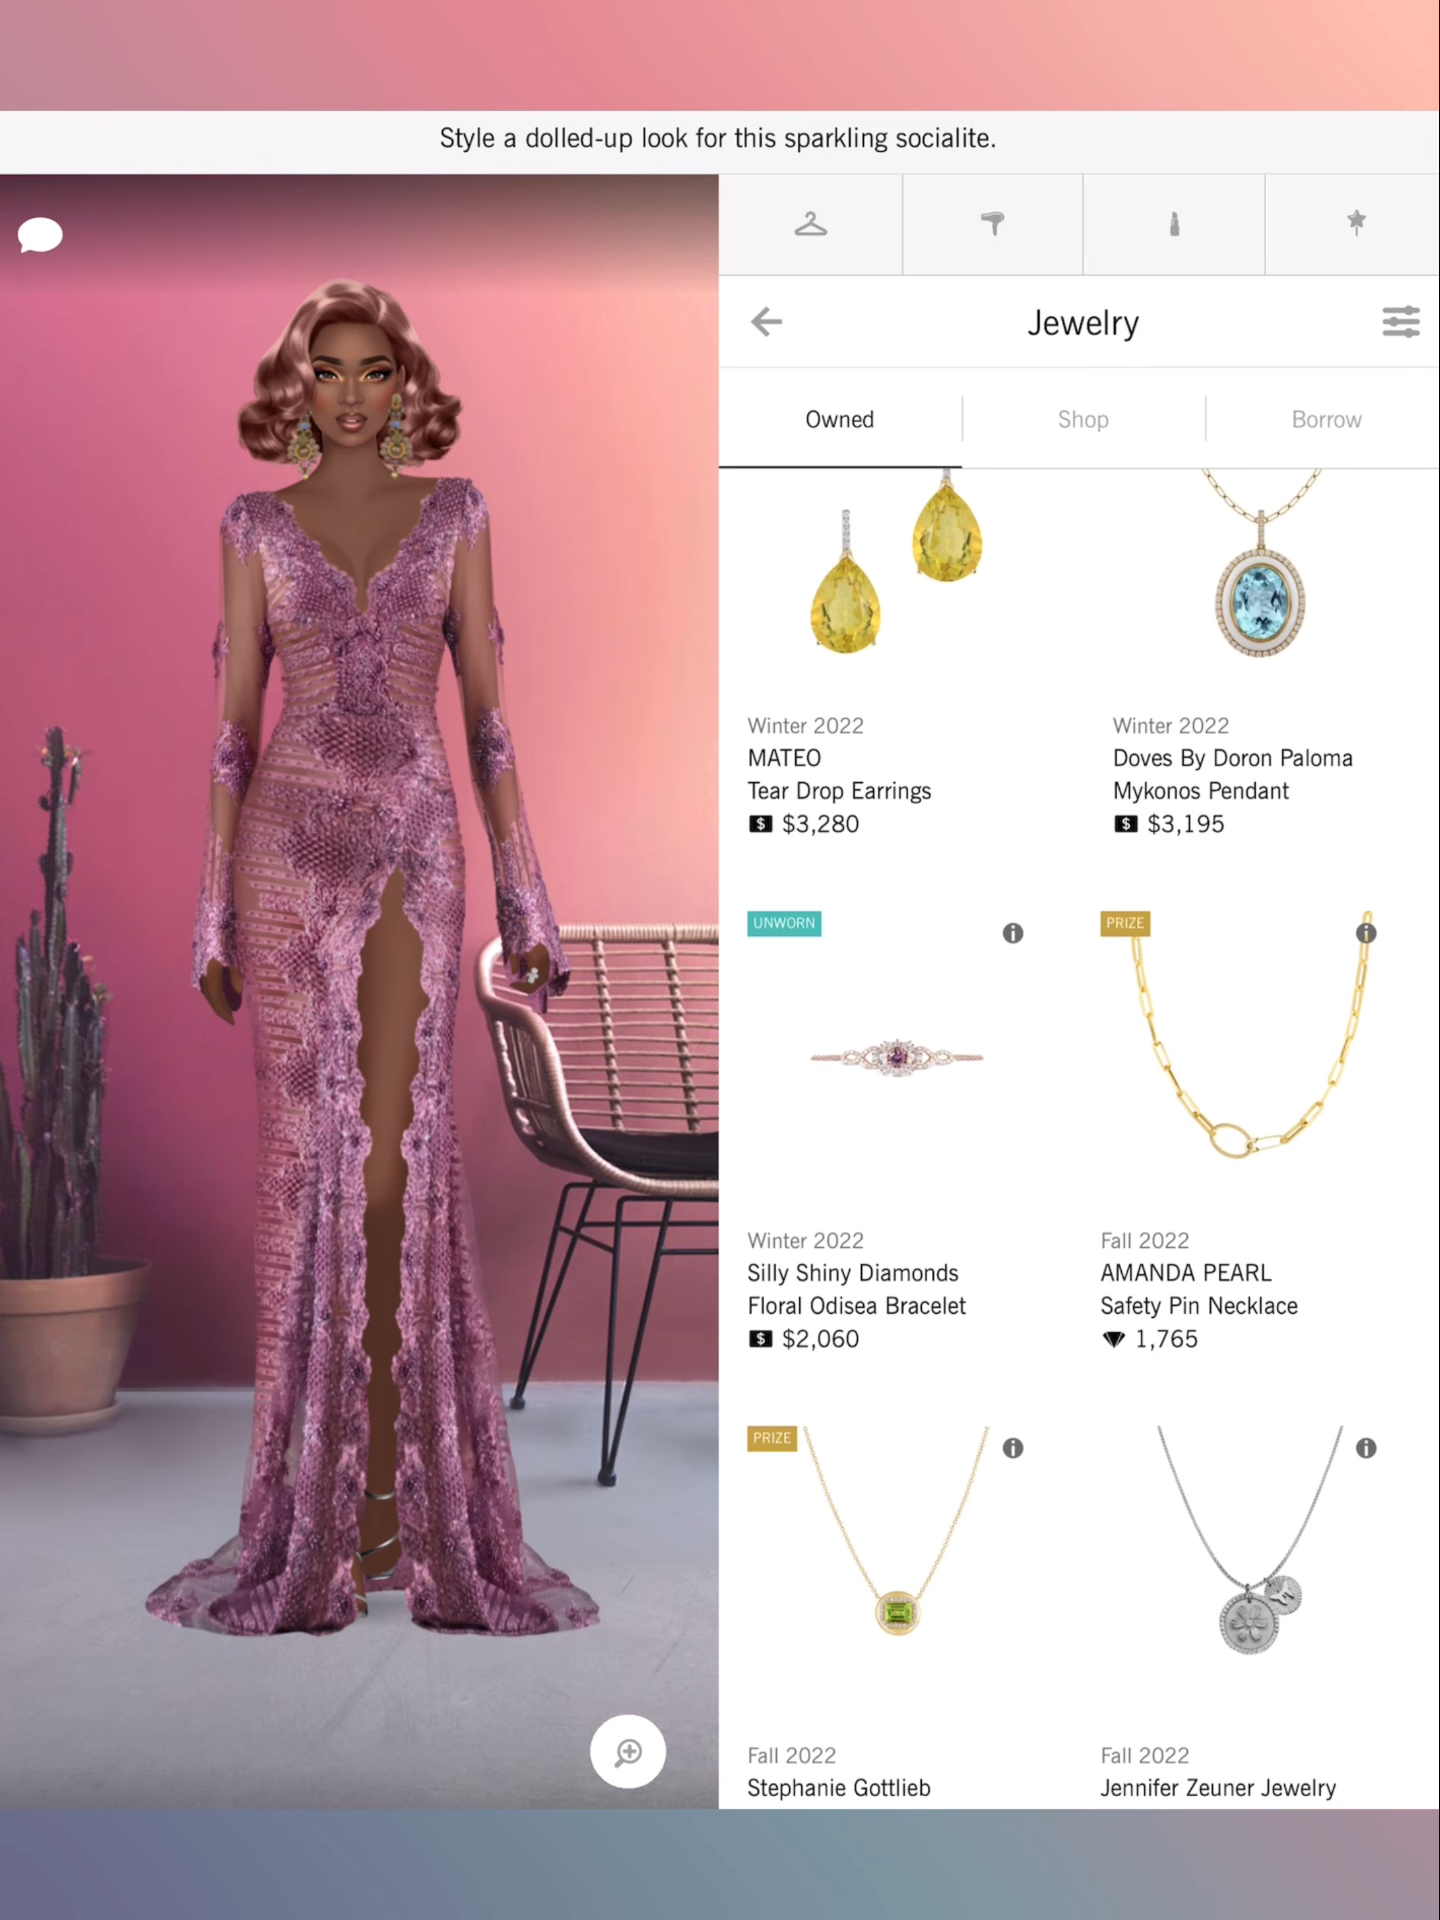 Style a dolled-up look for this sparkling socialite.
Jewelry
Owned
Shop
Borrow
Winter 2022
MATEO
Tear Drop Earrings
$ $3,280
Winter 2022
Doves By Doron Paloma
Mykonos Pendant
$ $3,195
UNWORN
Winter 2022
Silly Shiny Diamonds
Floral Odisea Bracelet
$ $2,060
PRIZE
Fall 2022
AMANDA PEARL
Safety Pin Necklace
1,765
PRIZE
Fall 2022
Stephanie Gottlieb
Fall 2022
Jennifer Zeuner Jewelry